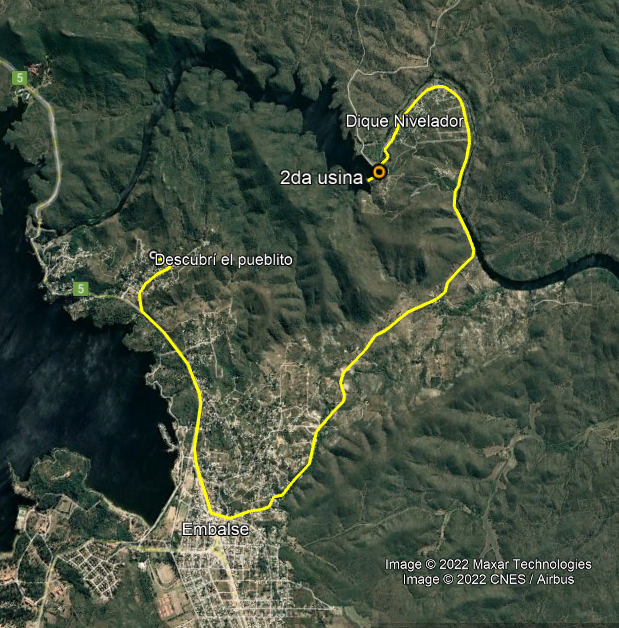 5
Dique Nivelador
2da usina
Descubrí el pueblito
5
Embalse
Image © 2022 Maxar Technologies
Image © 2022 CNES / Airbus